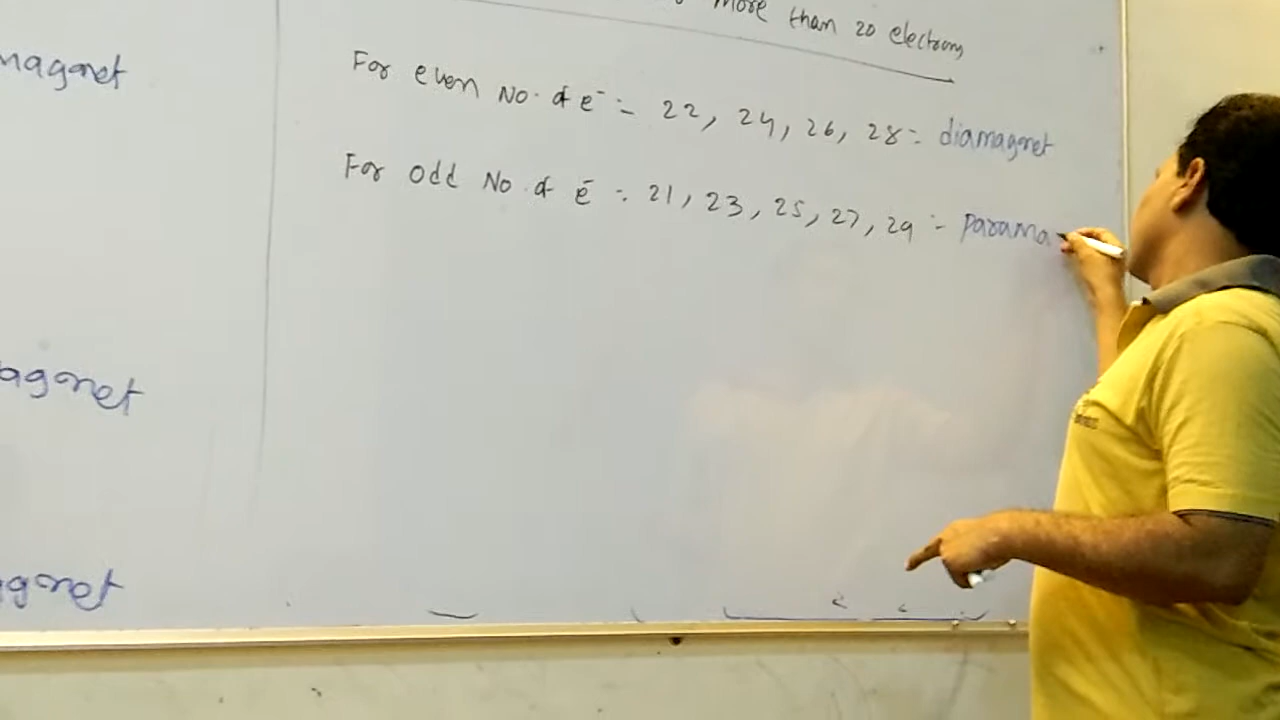 more than 20 electrons
magnet
For even No. of e⁻ :- 22, 24, 26, 28 :- diamagnet
For odd No. of e⁻ :- 21, 23, 25, 27, 29 :- Parama
agnet
agnet